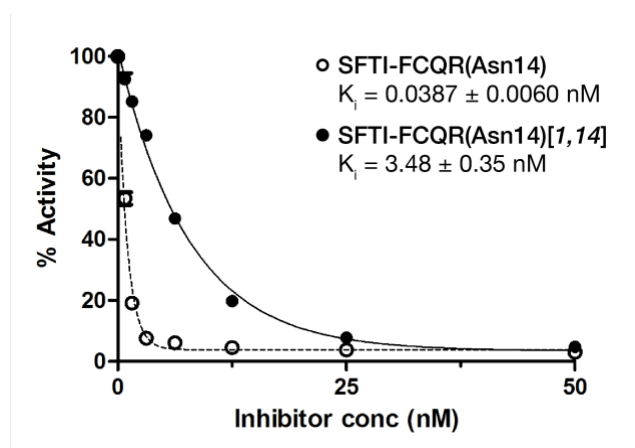 SFTI-FCQR(Asn14)
Ki = 0.0387 ± 0.0060 nM
SFTI-FCQR(Asn14)[1,14]
Ki = 3.48 ± 0.35 nM
% Activity
100
80
60
40
20
0
0 25 50
Inhibitor conc (nM)